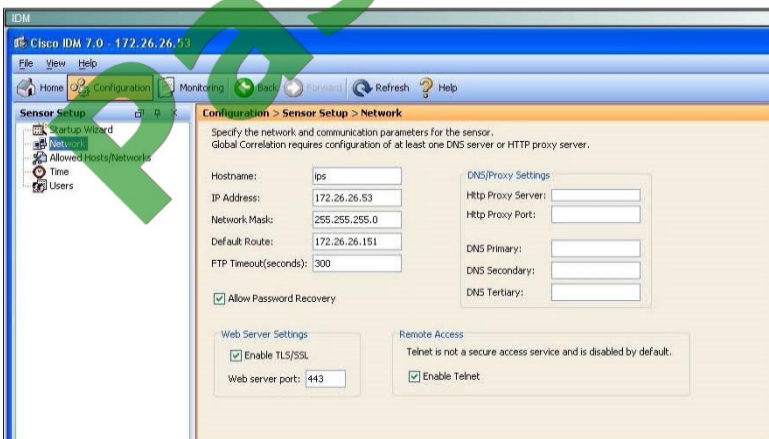 IDM
Cisco IDM 7.0 - 172.26.26.53
File View Help
Home Configuration Monitoring Back Forward Refresh Help
Sensor Setup
Startup Wizard
Network
Allowed Hosts/Networks
Time
Users
Configuration > Sensor Setup > Network
Specify the network and communication parameters for the sensor.
Global Correlation requires configuration of at least one DNS server or HTTP proxy server.
Hostname: ips
IP Address: 172.26.26.53
Network Mask: 255.255.255.0
Default Route: 172.26.26.151
FTP Timeout(seconds): 300
Allow Password Recovery
DNS/Proxy Settings
Http Proxy Server:
Http Proxy Port:
DNS Primary:
DNS Secondary:
DNS Tertiary:
Web Server Settings
Enable TLS/SSL
Web server port: 443
Remote Access
Telnet is not a secure access service and is disabled by default.
Enable Telnet